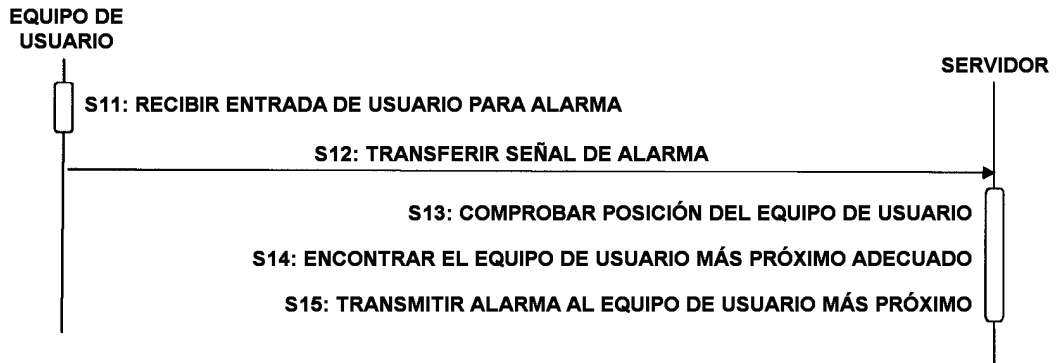 EQUIPO DE
USUARIO
SERVIDOR
S11: RECIBIR ENTRADA DE USUARIO PARA ALARMA
S12: TRANSFERIR SEÑAL DE ALARMA
S13: COMPROBAR POSICIÓN DEL EQUIPO DE USUARIO
S14: ENCONTRAR EL EQUIPO DE USUARIO MÁS PRÓXIMO ADECUADO
S15: TRANSMITIR ALARMA AL EQUIPO DE USUARIO MÁS PRÓXIMO